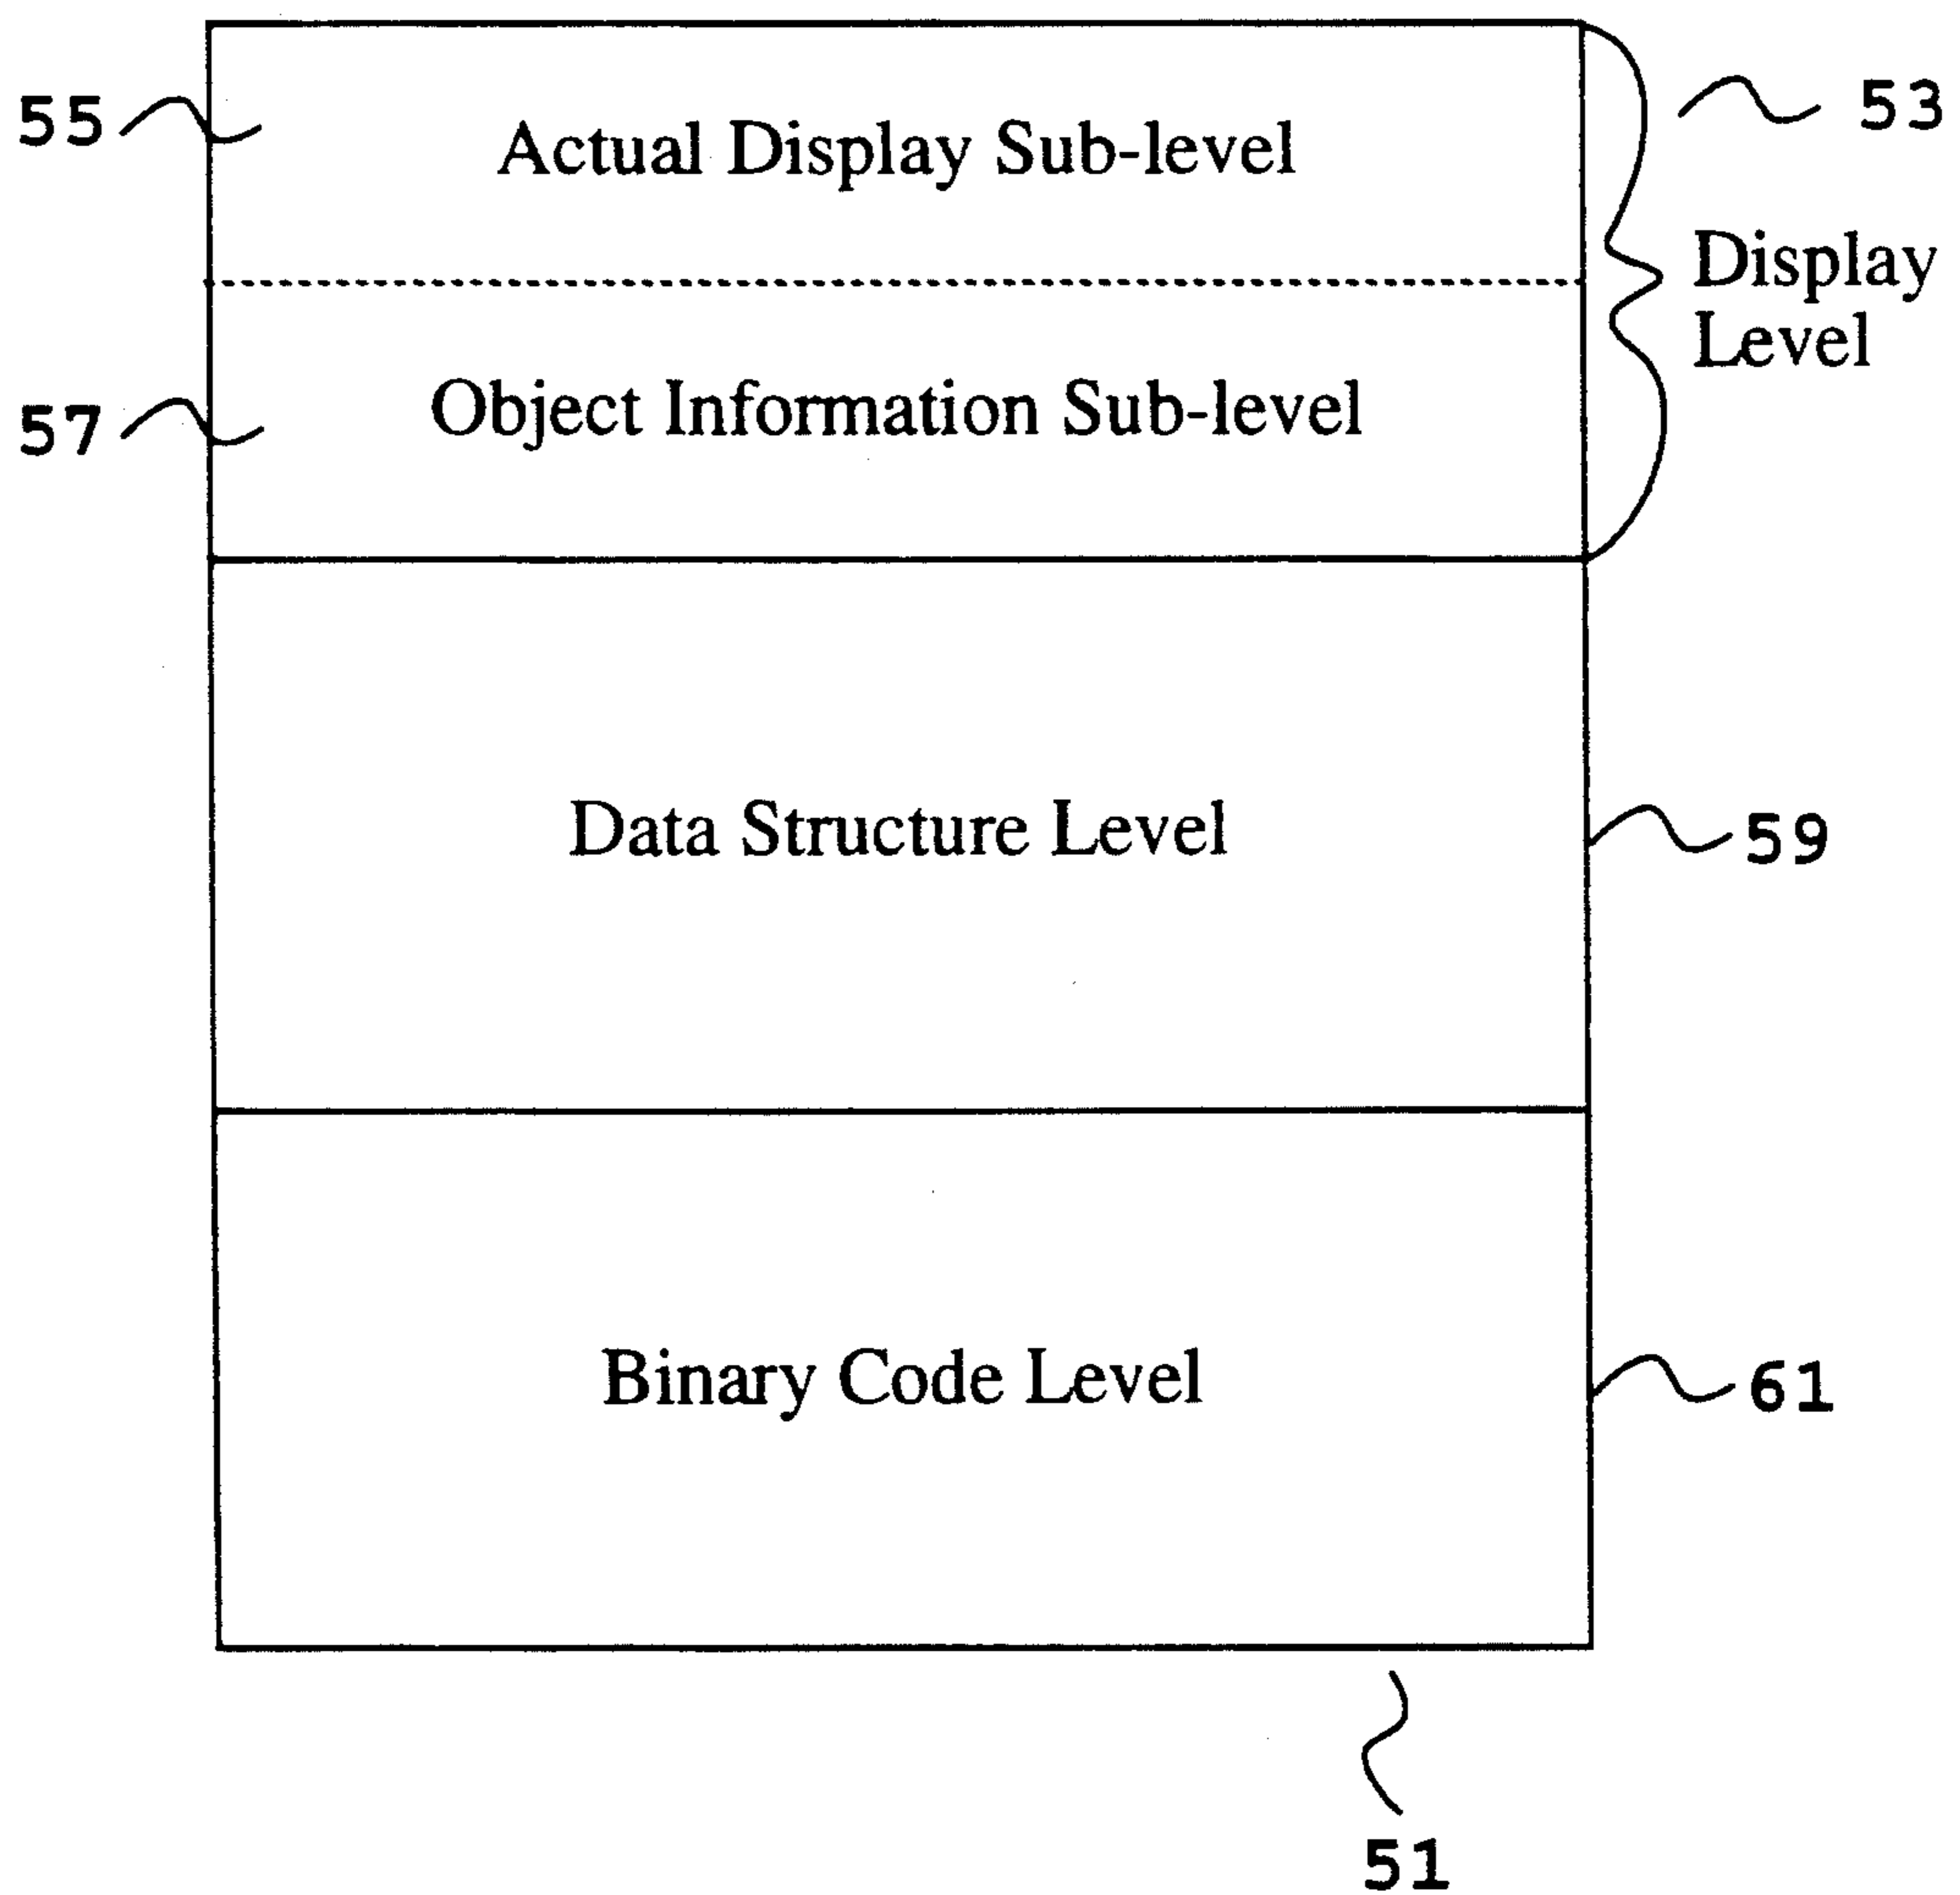 55
Actual Display Sub-level
53
Display
Level
57
Object Information Sub-level
Data Structure Level
59
Binary Code Level
61
51